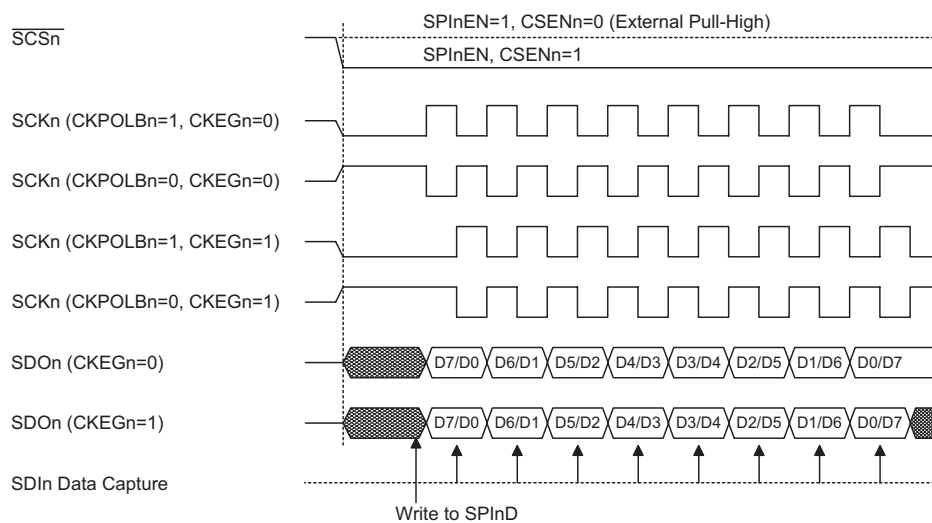 SPInEN=1, CSENn=0 (External Pull-High)
SCSn
SPInEN, CSENn=1
SCKn (CKPOLBn=1, CKEGn=0)
SCKn (CKPOLBn=0, CKEGn=0)
SCKn (CKPOLBn=1, CKEGn=1)
SCKn (CKPOLBn=0, CKEGn=1)
SDOn (CKEGn=0) D7/D0 D6/D1 D5/D2 D4/D3 D3/D4 D2/D5 D1/D6 D0/D7
SDOn (CKEGn=1) D7/D0 D6/D1 D5/D2 D4/D3 D3/D4 D2/D5 D1/D6 D0/D7
SDIn Data Capture
Write to SPInD